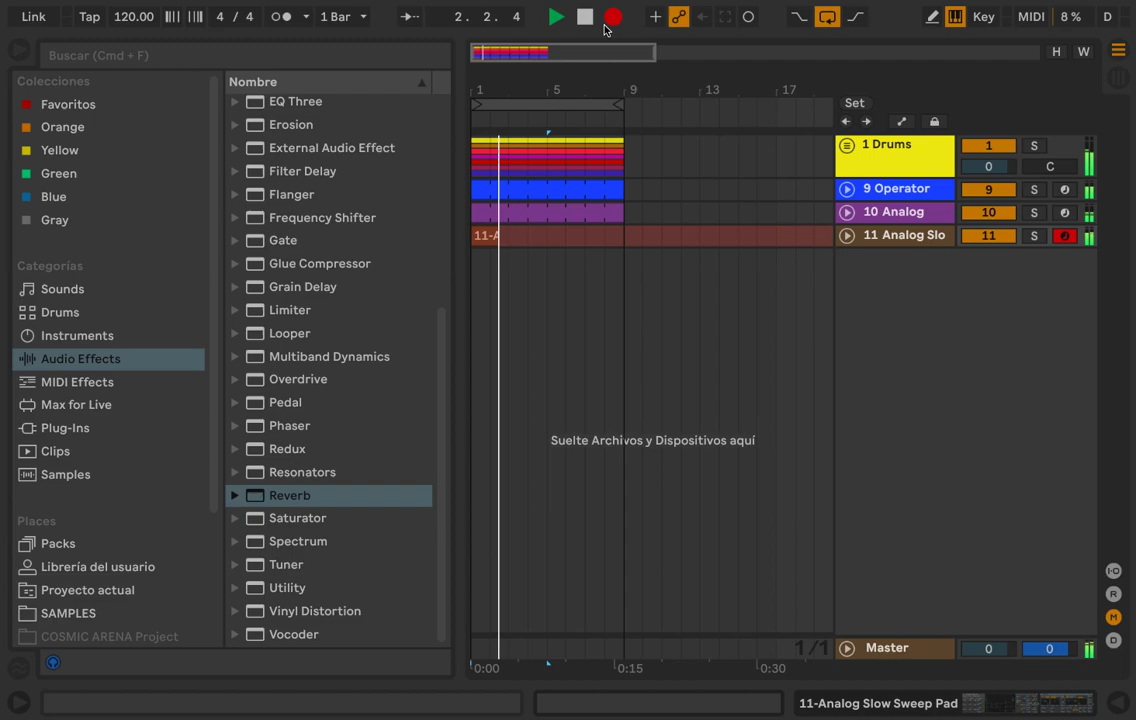 Link Tap 120.00 4 / 4 1 Bar 2. 2. 4 Key MIDI 8 % D
Buscar (Cmd + F)
Colecciones
Favoritos
Orange
Yellow
Green
Blue
Gray
Categorías
Sounds
Drums
Instruments
Audio Effects
MIDI Effects
Max for Live
Plug-Ins
Clips
Samples
Places
Packs
Librería del usuario
Proyecto actual
SAMPLES
COSMIC ARENA Project
Nombre
EQ Three
Erosion
External Audio Effect
Filter Delay
Flanger
Frequency Shifter
Gate
Glue Compressor
Grain Delay
Limiter
Looper
Multiband Dynamics
Overdrive
Pedal
Phaser
Redux
Resonators
Reverb
Saturator
Spectrum
Tuner
Utility
Vinyl Distortion
Vocoder
H W
1 5 9 13 17
Set
1 Drums 1 S
0 C
9 Operator 9 S
10 Analog 10 S
11-A 11 Analog Slo 11 S
Suelte Archivos y Dispositivos aquí
I·O
R
M
D
1/1 Master 0 0
0:00 0:15 0:30
11-Analog Slow Sweep Pad